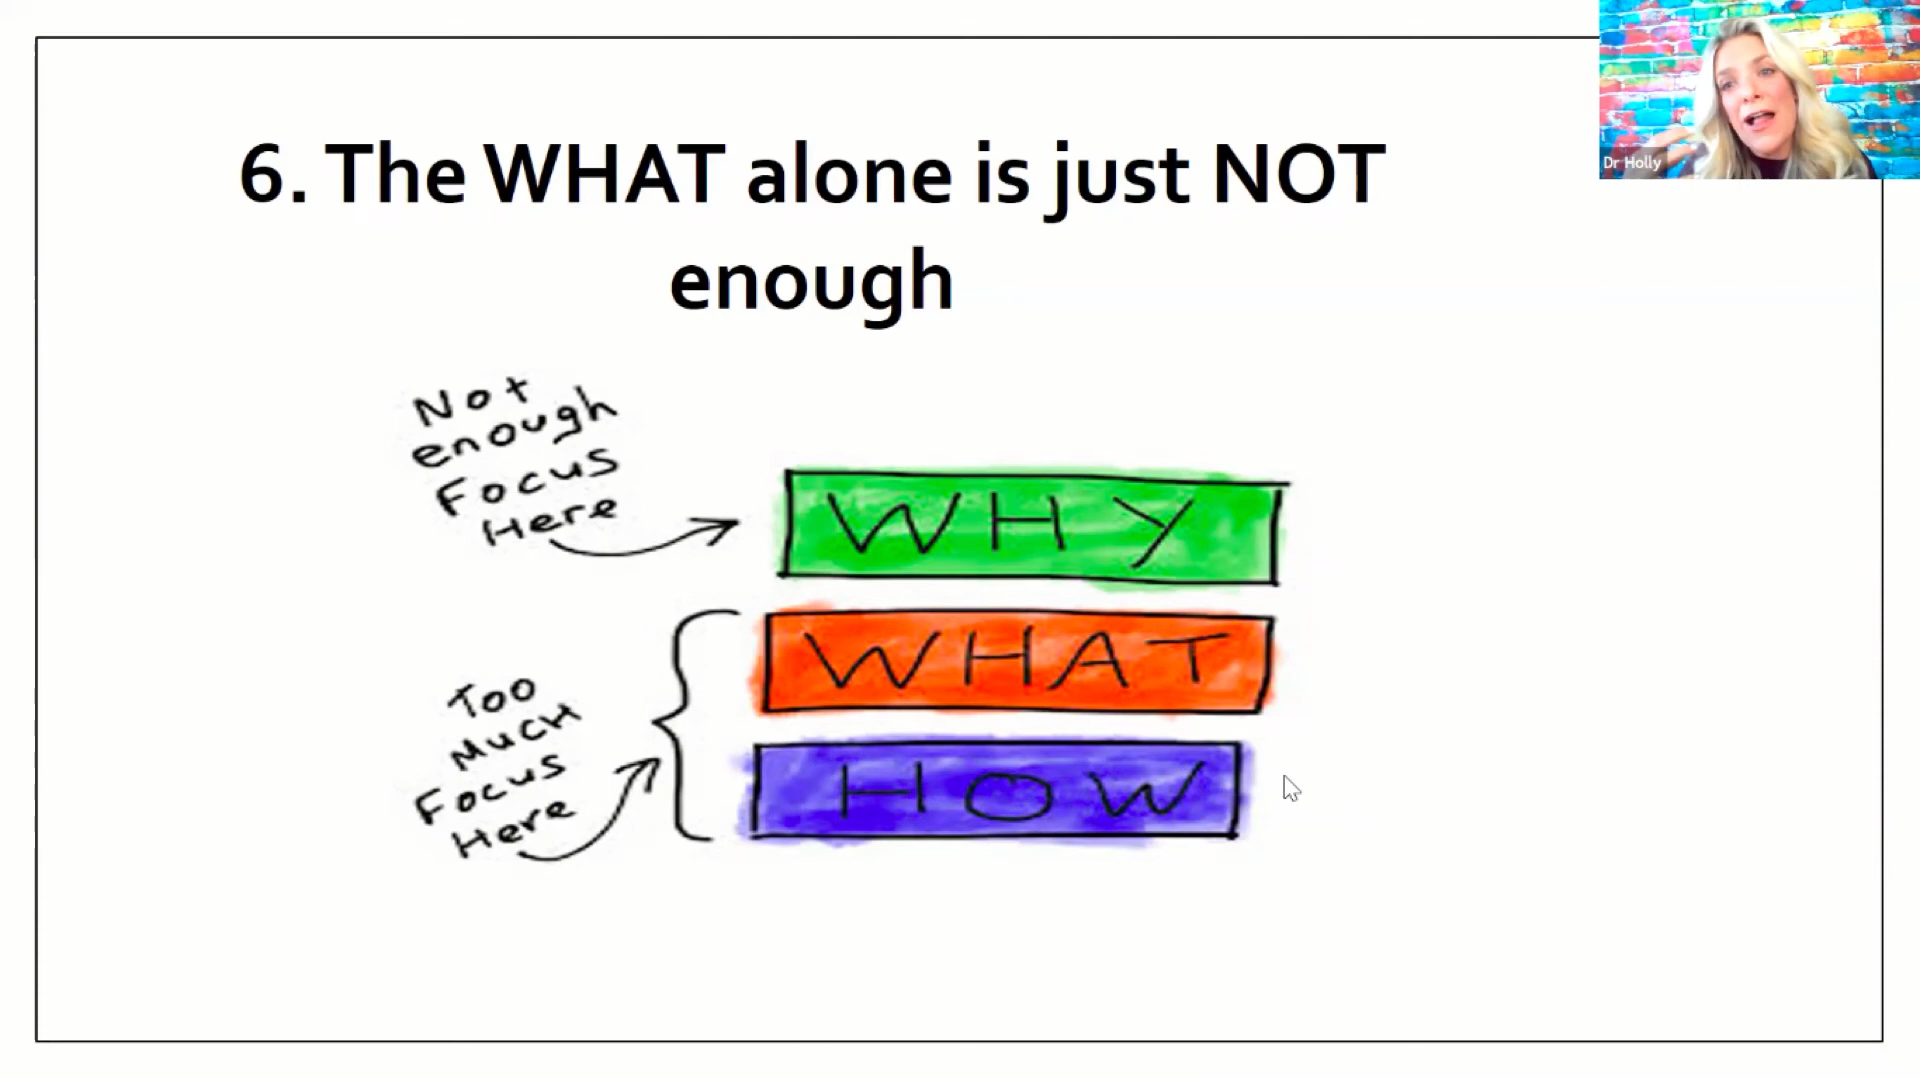 6. The WHAT alone is just NOT
enough
Dr Holly
Not
enough
Focus
Here
WHY
WHAT
HOW
Too
Much
Focus
Here